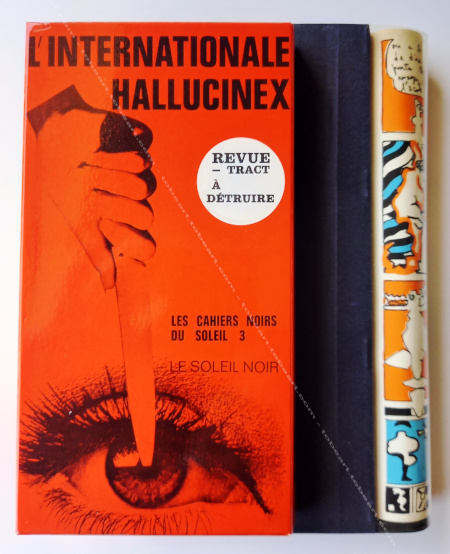 L'INTERNATIONALE
HALLUCINEX
REVUE
– TRACT
À
DÉTRUIRE
LES CAHIERS NOIRS
DU SOLEIL 3
LE SOLEIL NOIR